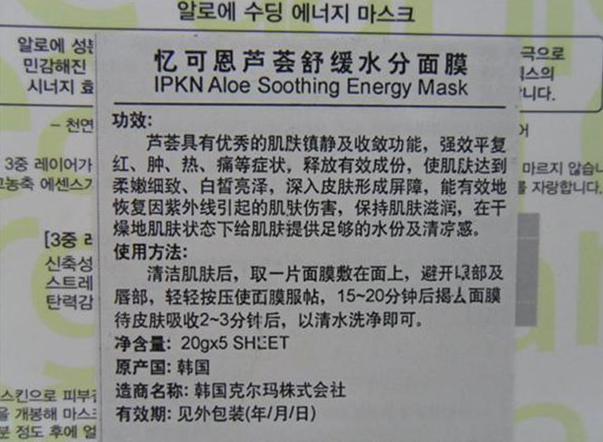 알로에 수딩 에너지 마스크
알로에 성분
민감해진
시너지 효
극으로
스의
니다.
- 천연
3중 레이어가
고농축 에센스가
마르지 않습니
를 자랑합니다.
[3중 레
신축성
스트레
탄력감
스킨으로 피부결
을 개봉해 마스크
분 정도 후에 얼
忆可恩芦荟舒缓水分面膜
IPKN Aloe Soothing Energy Mask
功效:
芦荟具有优秀的肌肤镇静及收敛功能，强效平复
红、肿、热、痛等症状，释放有效成份，使肌肤达到
柔嫩细致、白皙亮泽，深入皮肤形成屏障，能有效地
恢复因紫外线引起的肌肤伤害，保持肌肤滋润，在干
燥地肌肤状态下给肌肤提供足够的水份及清凉感。
使用方法:
清洁肌肤后，取一片面膜敷在面上，避开眼部及
唇部，轻轻按压使面膜服帖，15~20分钟后揭去面膜
待皮肤吸收2~3分钟后，以清水洗净即可。
净含量: 20gx5 SHEET
原产国: 韩国
造商名称: 韩国克尔玛株式会社
有效期: 见外包装(年/月/日)